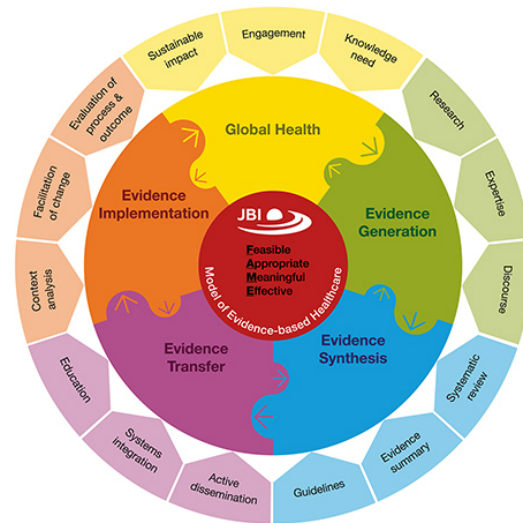 Sustainable
impact
Engagement
Knowledge
need
Research
Expertise
Discourse
Systematic
review
Evidence
summary
Guidelines
Active
dissemination
Systems
integration
Education
Context
analysis
Facilitation
of change
Evaluation of
process &
outcome
Global Health
Evidence
Generation
Evidence
Synthesis
Evidence
Transfer
Evidence
Implementation
JBI
Feasible
Appropriate
Meaningful
Effective
Model of Evidence-based Healthcare